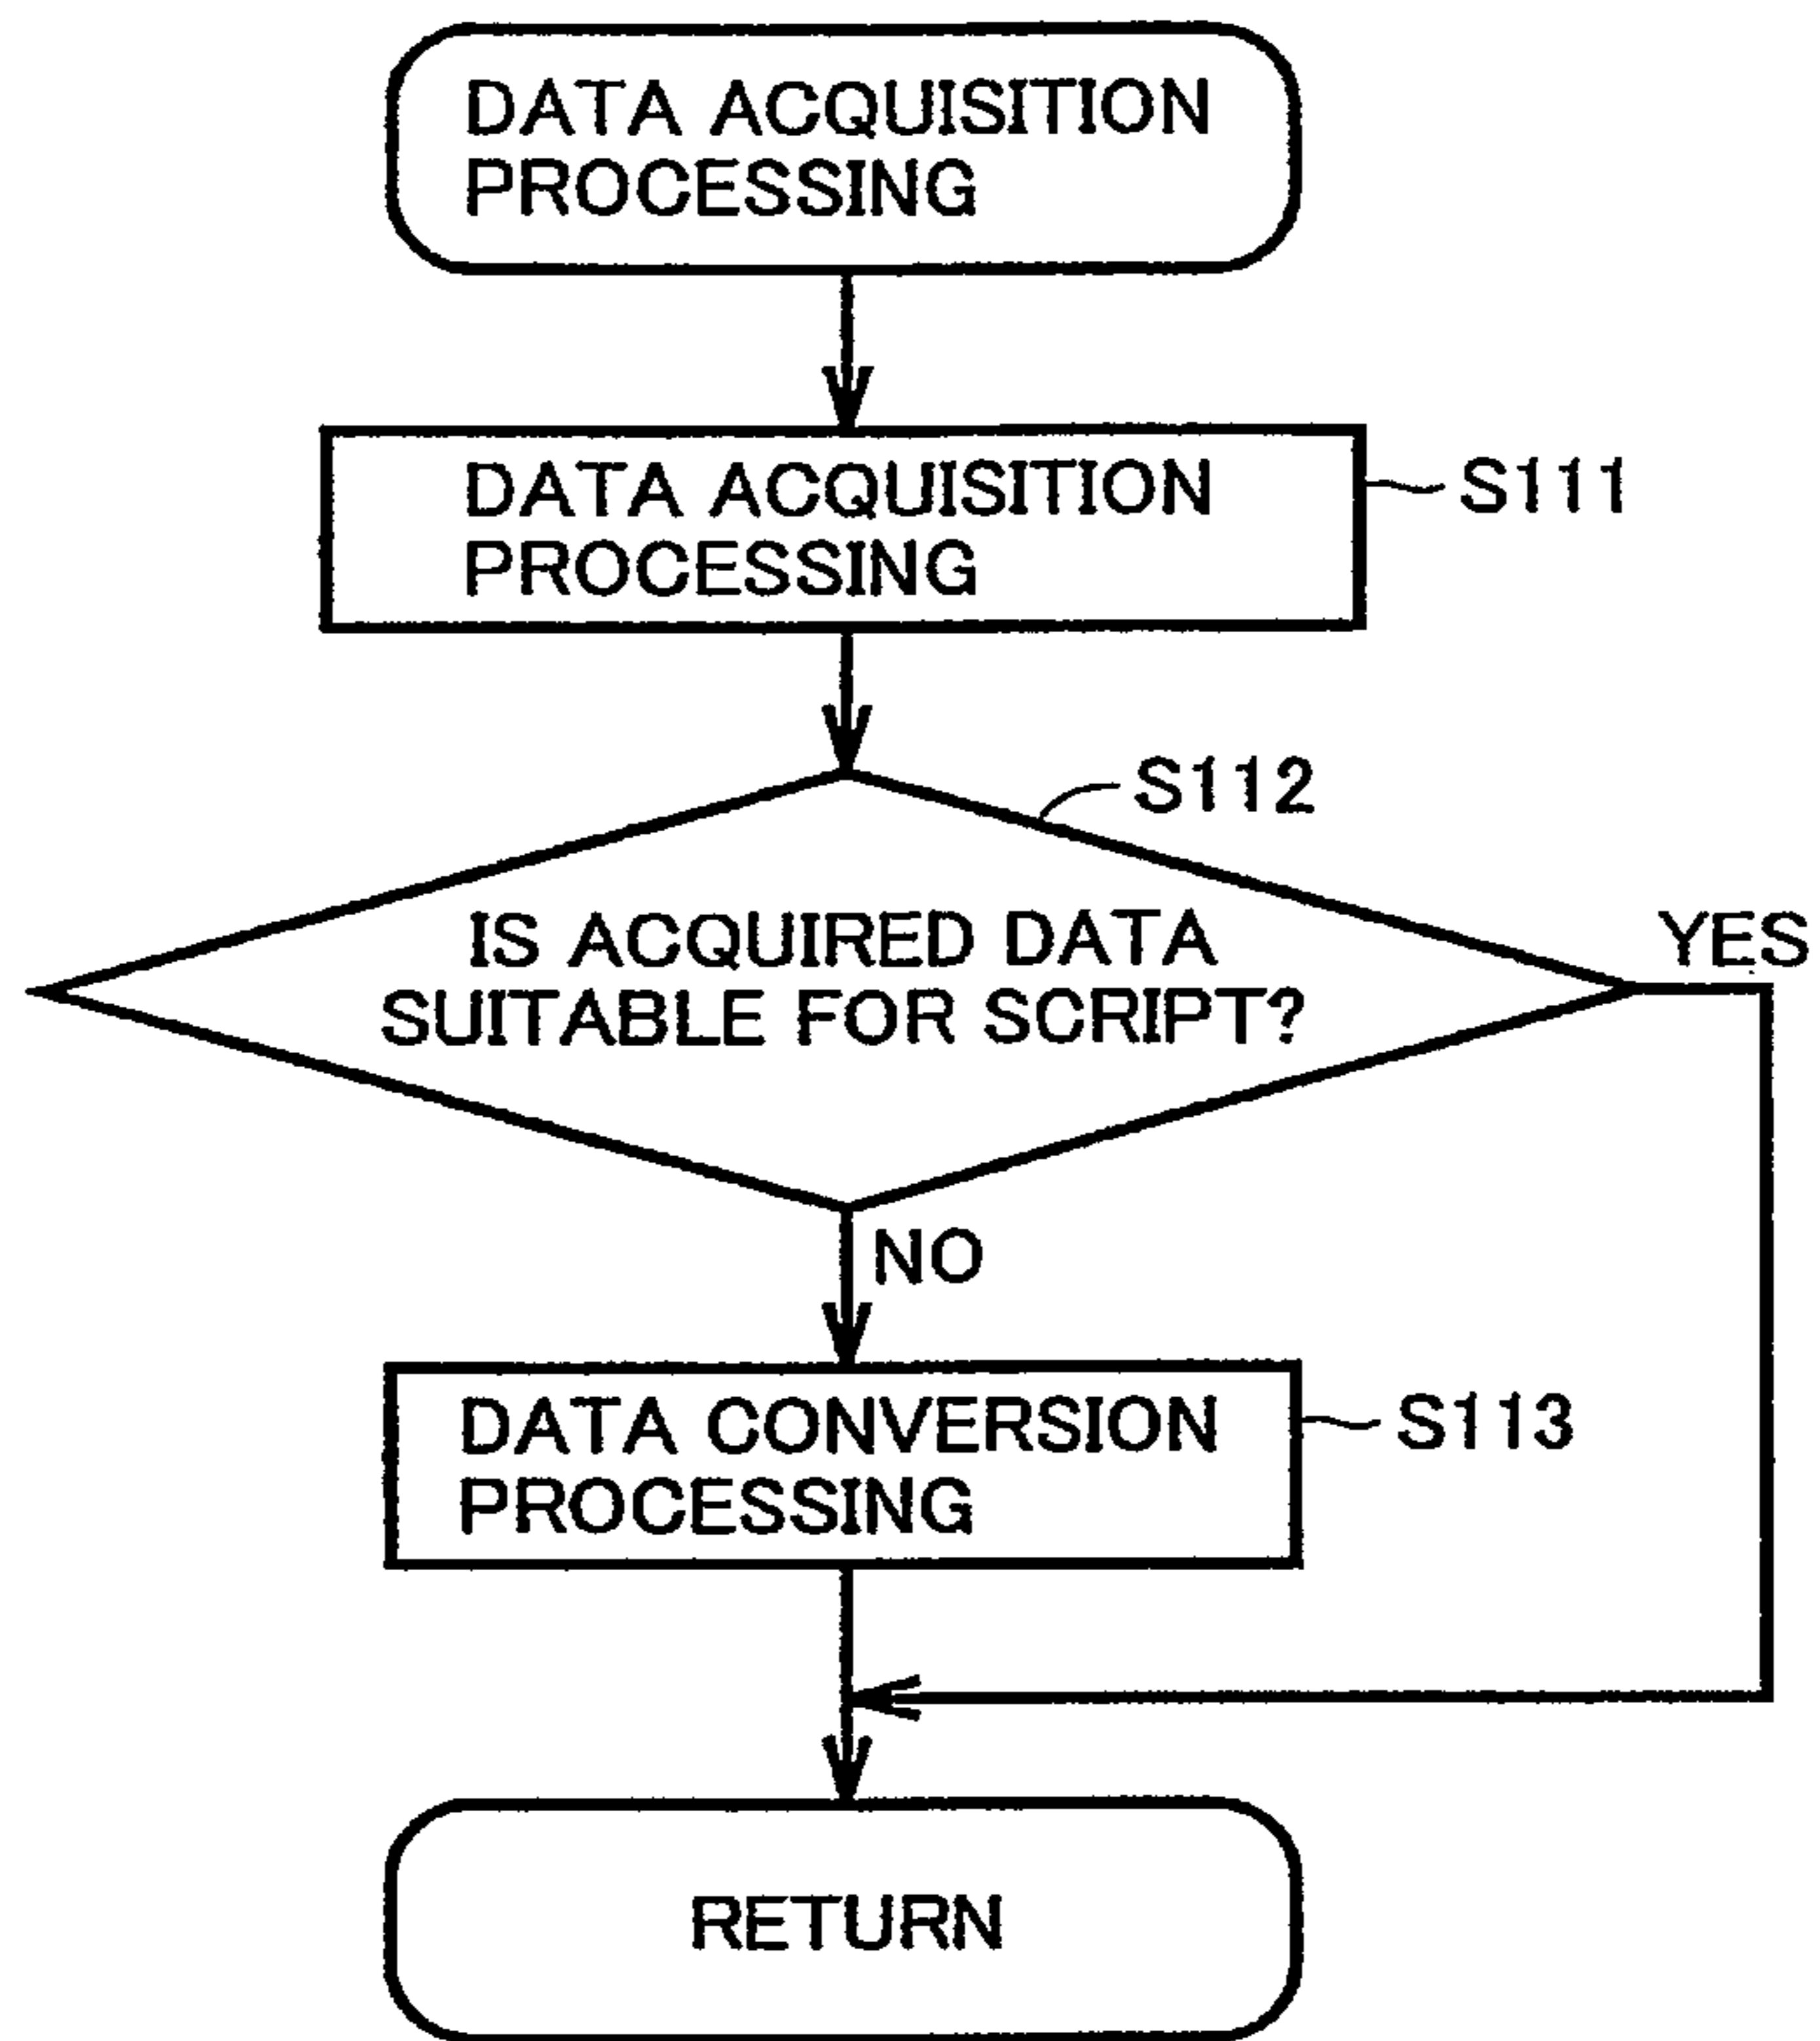 DATA ACQUISITION
PROCESSING
DATA ACQUISITION
PROCESSING
S111
S112
IS ACQUIRED DATA
SUITABLE FOR SCRIPT?
YES
NO
DATA CONVERSION
PROCESSING
S113
RETURN